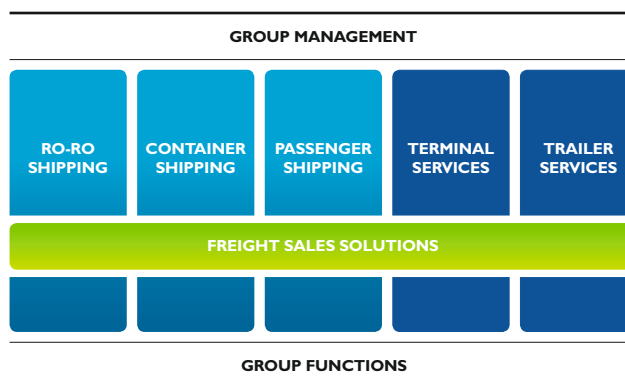 GROUP MANAGEMENT
RO-RO
SHIPPING
CONTAINER
SHIPPING
PASSENGER
SHIPPING
TERMINAL
SERVICES
TRAILER
SERVICES
FREIGHT SALES SOLUTIONS
GROUP FUNCTIONS